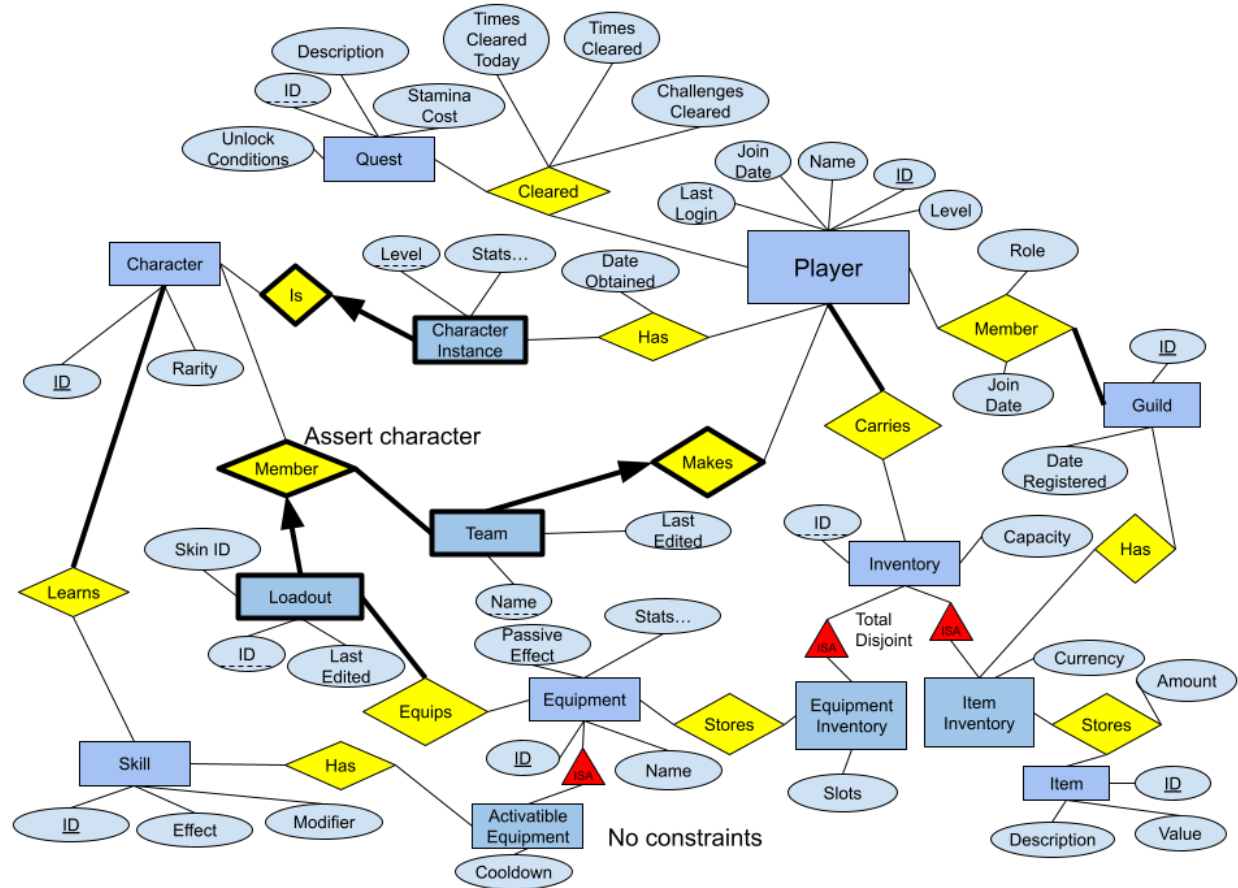 Times
Cleared
Today
Times
Cleared
Description
ID
Stamina
Cost
Challenges
Cleared
Unlock
Conditions
Quest
Cleared
Join
Date
Name
ID
Last
Login
Level
Character
Level
Stats...
Date
Obtained
Player
Role
Is
Character
Instance
Has
Member
ID
Rarity
ID
Join
Date
Guild
Assert character
Carries
Member
Makes
Date
Registered
Skin ID
Team
Last
Edited
ID
Capacity
Has
Learns
Loadout
Name
Inventory
ID
Last
Edited
Passive
Effect
Stats...
ISA
Total
Disjoint
ISA
Currency
Amount
Equips
Equipment
Stores
Equipment
Inventory
Item
Inventory
Stores
Skill
Has
ID
ISA
Name
Slots
Item
ID
ID
Effect
Modifier
Activatible
Equipment
No constraints
Description
Value
Cooldown